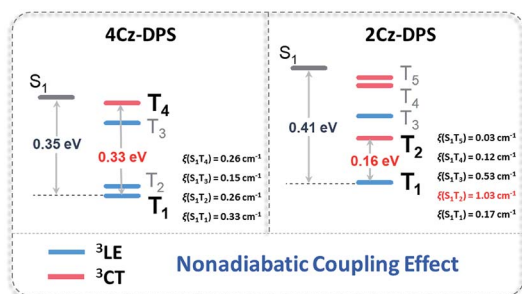 4Cz-DPS
S1
T4
T3
0.35 eV
0.33 eV
T2
T1
ξ(S1T4) = 0.26 cm-1
ξ(S1T3) = 0.15 cm-1
ξ(S1T2) = 0.26 cm-1
ξ(S1T1) = 0.33 cm-1
2Cz-DPS
S1
T5
T4
T3
0.41 eV
T2
0.16 eV
T1
ξ(S1T5) = 0.03 cm-1
ξ(S1T4) = 0.12 cm-1
ξ(S1T3) = 0.53 cm-1
ξ(S1T2) = 1.03 cm-1
ξ(S1T1) = 0.17 cm-1
3LE
3CT
Nonadiabatic Coupling Effect